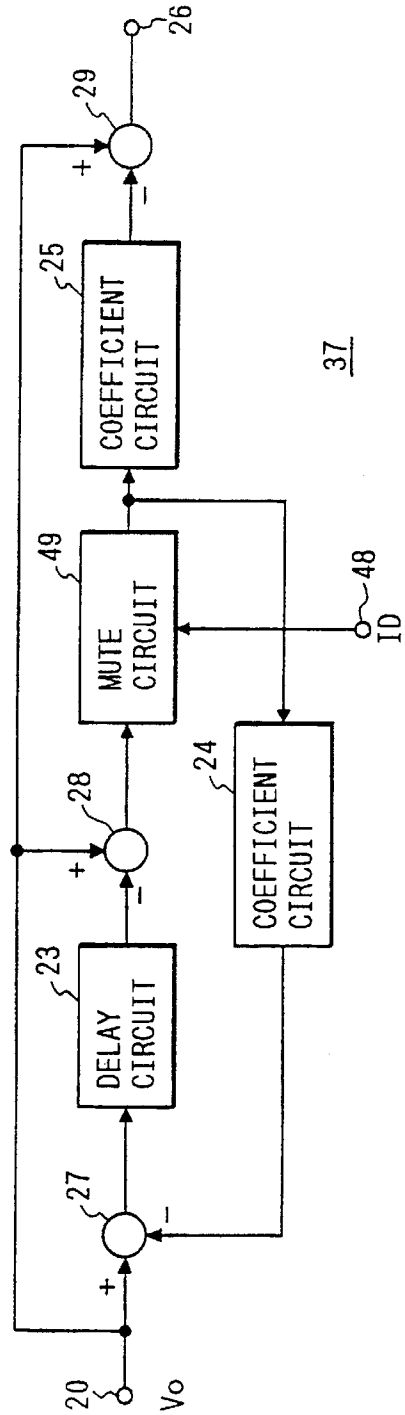 20
Vo
+
27
−
23
DELAY
CIRCUIT
+
28
−
49
MUTE
CIRCUIT
24
COEFFICIENT
CIRCUIT
48
ID
25
COEFFICIENT
CIRCUIT
+
29
−
26
37